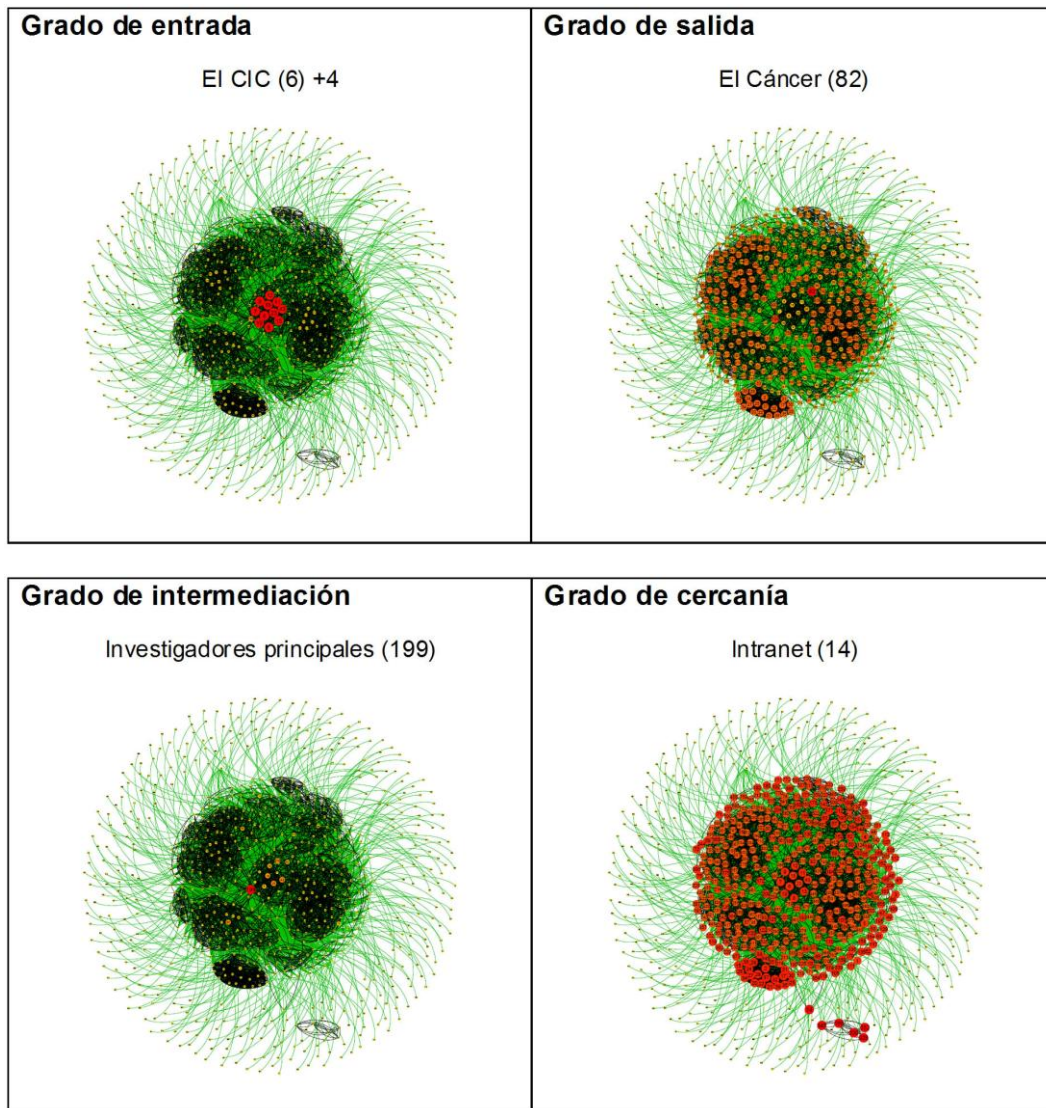 Grado de entrada
El CIC (6) +4
Grado de salida
El Cáncer (82)
Grado de intermediación
Investigadores principales (199)
Grado de cercanía
Intranet (14)